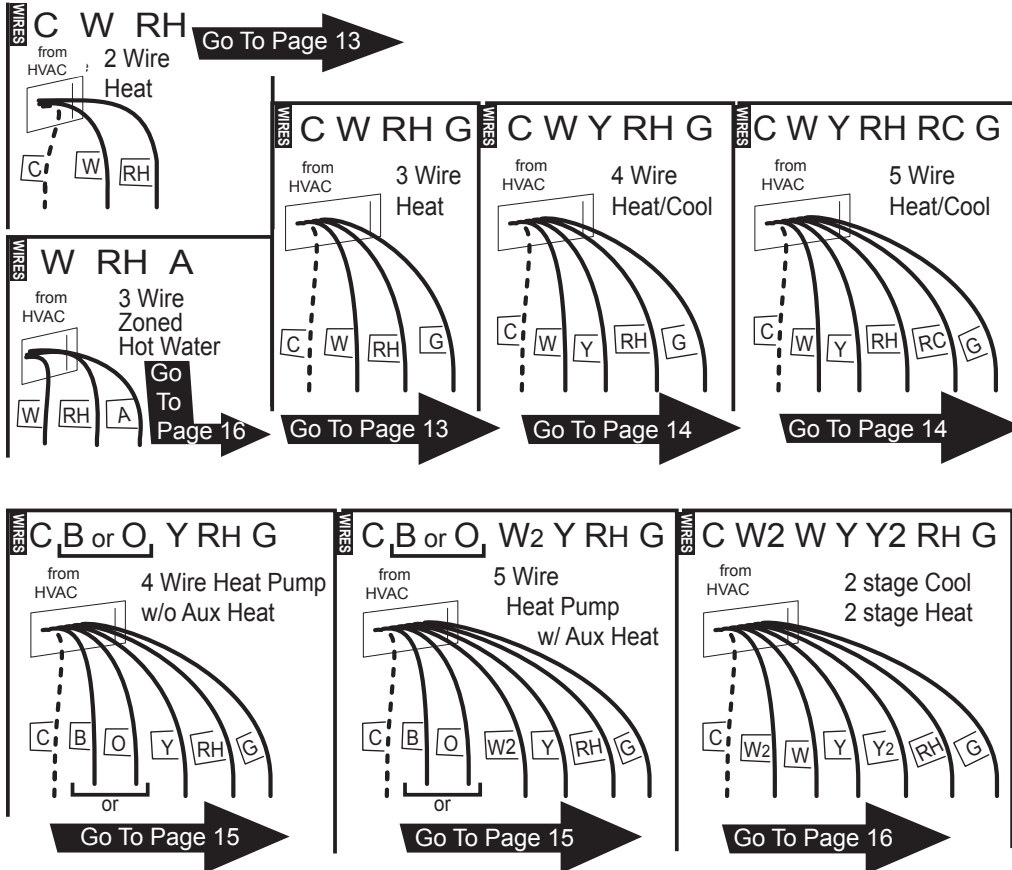 WIRES
C W RH
Go To Page 13
from
HVAC
2 Wire
Heat
C W RH
WIRES
W RH A
from
HVAC
3 Wire
Zoned
Hot Water
Go
To
Page 16
W RH A
WIRES
C W RH G
from
HVAC
3 Wire
Heat
C W RH G
Go To Page 13
WIRES
C W Y RH G
from
HVAC
4 Wire
Heat/Cool
C W Y RH G
Go To Page 14
WIRES
C W Y RH RC G
from
HVAC
5 Wire
Heat/Cool
C W Y RH RC G
Go To Page 14
WIRES
C B or O Y RH G
from
HVAC
4 Wire Heat Pump
w/o Aux Heat
C B O Y RH G
or
Go To Page 15
WIRES
C B or O W2 Y RH G
from
HVAC
5 Wire
Heat Pump
w/ Aux Heat
C B O W2 Y RH G
or
Go To Page 15
WIRES
C W2 W Y Y2 RH G
from
HVAC
2 stage Cool
2 stage Heat
C W2 W Y Y2 RH G
Go To Page 16